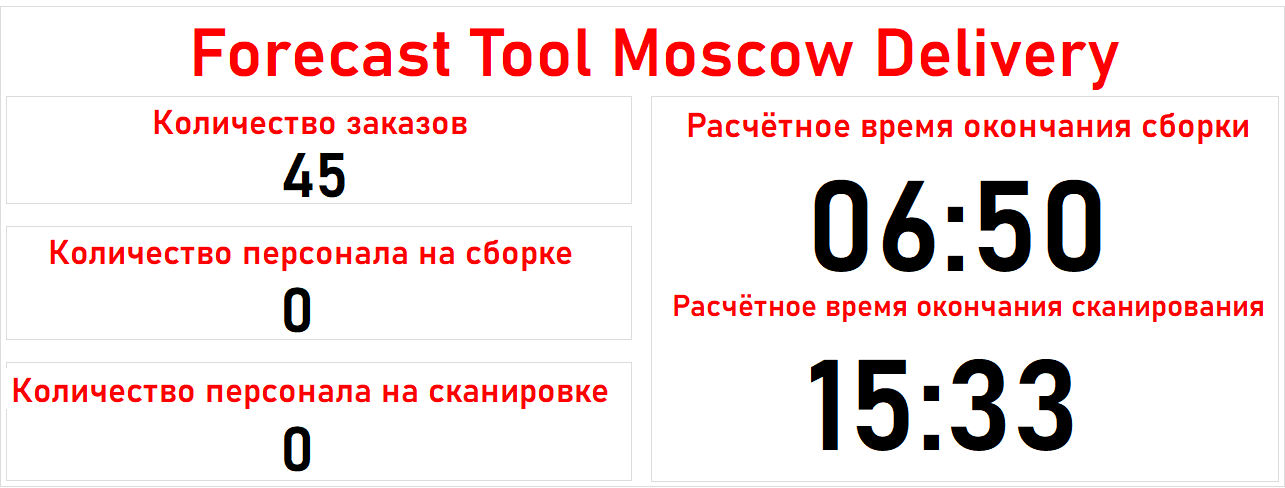 Forecast Tool Moscow Delivery
Количество заказов
45
Количество персонала на сборке
0
Количество персонала на сканировке
0
Расчётное время окончания сборки
06:50
Расчётное время окончания сканирования
15:33